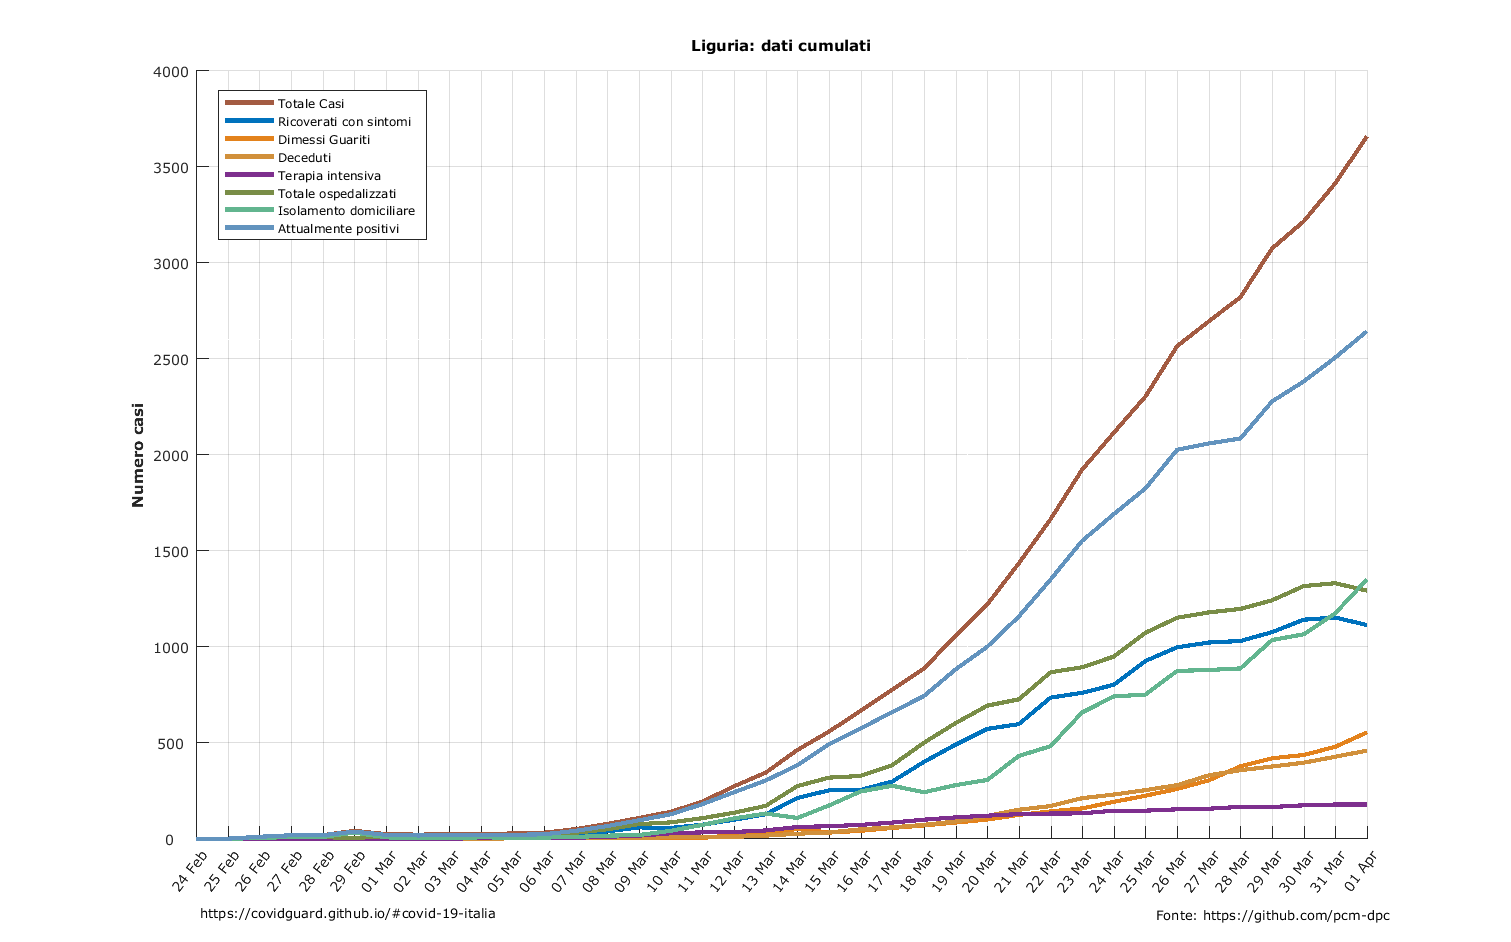 Liguria: dati cumulati
4000
3500
3000
2500
2000
1500
1000
500
0
Numero casi
Totale Casi
Ricoverati con sintomi
Dimessi Guariti
Deceduti
Terapia intensiva
Totale ospedalizzati
Isolamento domiciliare
Attualmente positivi
24 Feb
25 Feb
26 Feb
27 Feb
28 Feb
29 Feb
01 Mar
02 Mar
03 Mar
04 Mar
05 Mar
06 Mar
07 Mar
08 Mar
09 Mar
10 Mar
11 Mar
12 Mar
13 Mar
14 Mar
15 Mar
16 Mar
17 Mar
18 Mar
19 Mar
20 Mar
21 Mar
22 Mar
23 Mar
24 Mar
25 Mar
26 Mar
27 Mar
28 Mar
29 Mar
30 Mar
31 Mar
01 Apr
https://covidguard.github.io/#covid-19-italia
Fonte: https://github.com/pcm-dpc